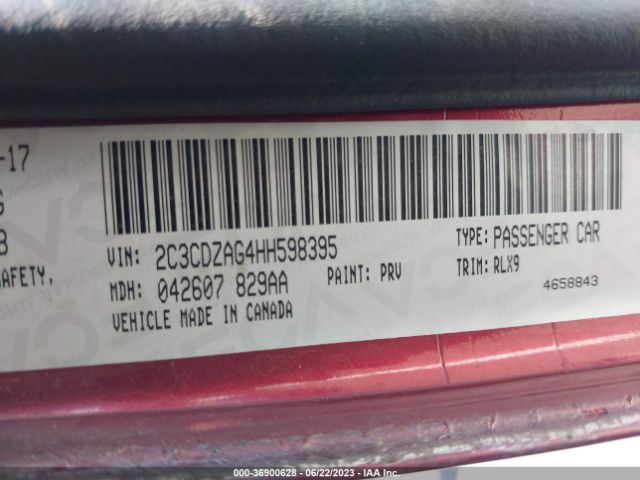 -17
G
B
SAFETY,
VIN: 2C3CDZAG4HH598395
TYPE: PASSENGER CAR
MDH: 042607 829AA
PAINT: PRV
TRIM: RLX9
VEHICLE MADE IN CANADA
4658843
000-36900628 - 06/22/2023 - IAA Inc.